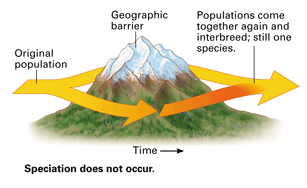 Geographic
barrier
Populations come
together again and
interbreed; still one
species.
Original
population
Time
Speciation does not occur.